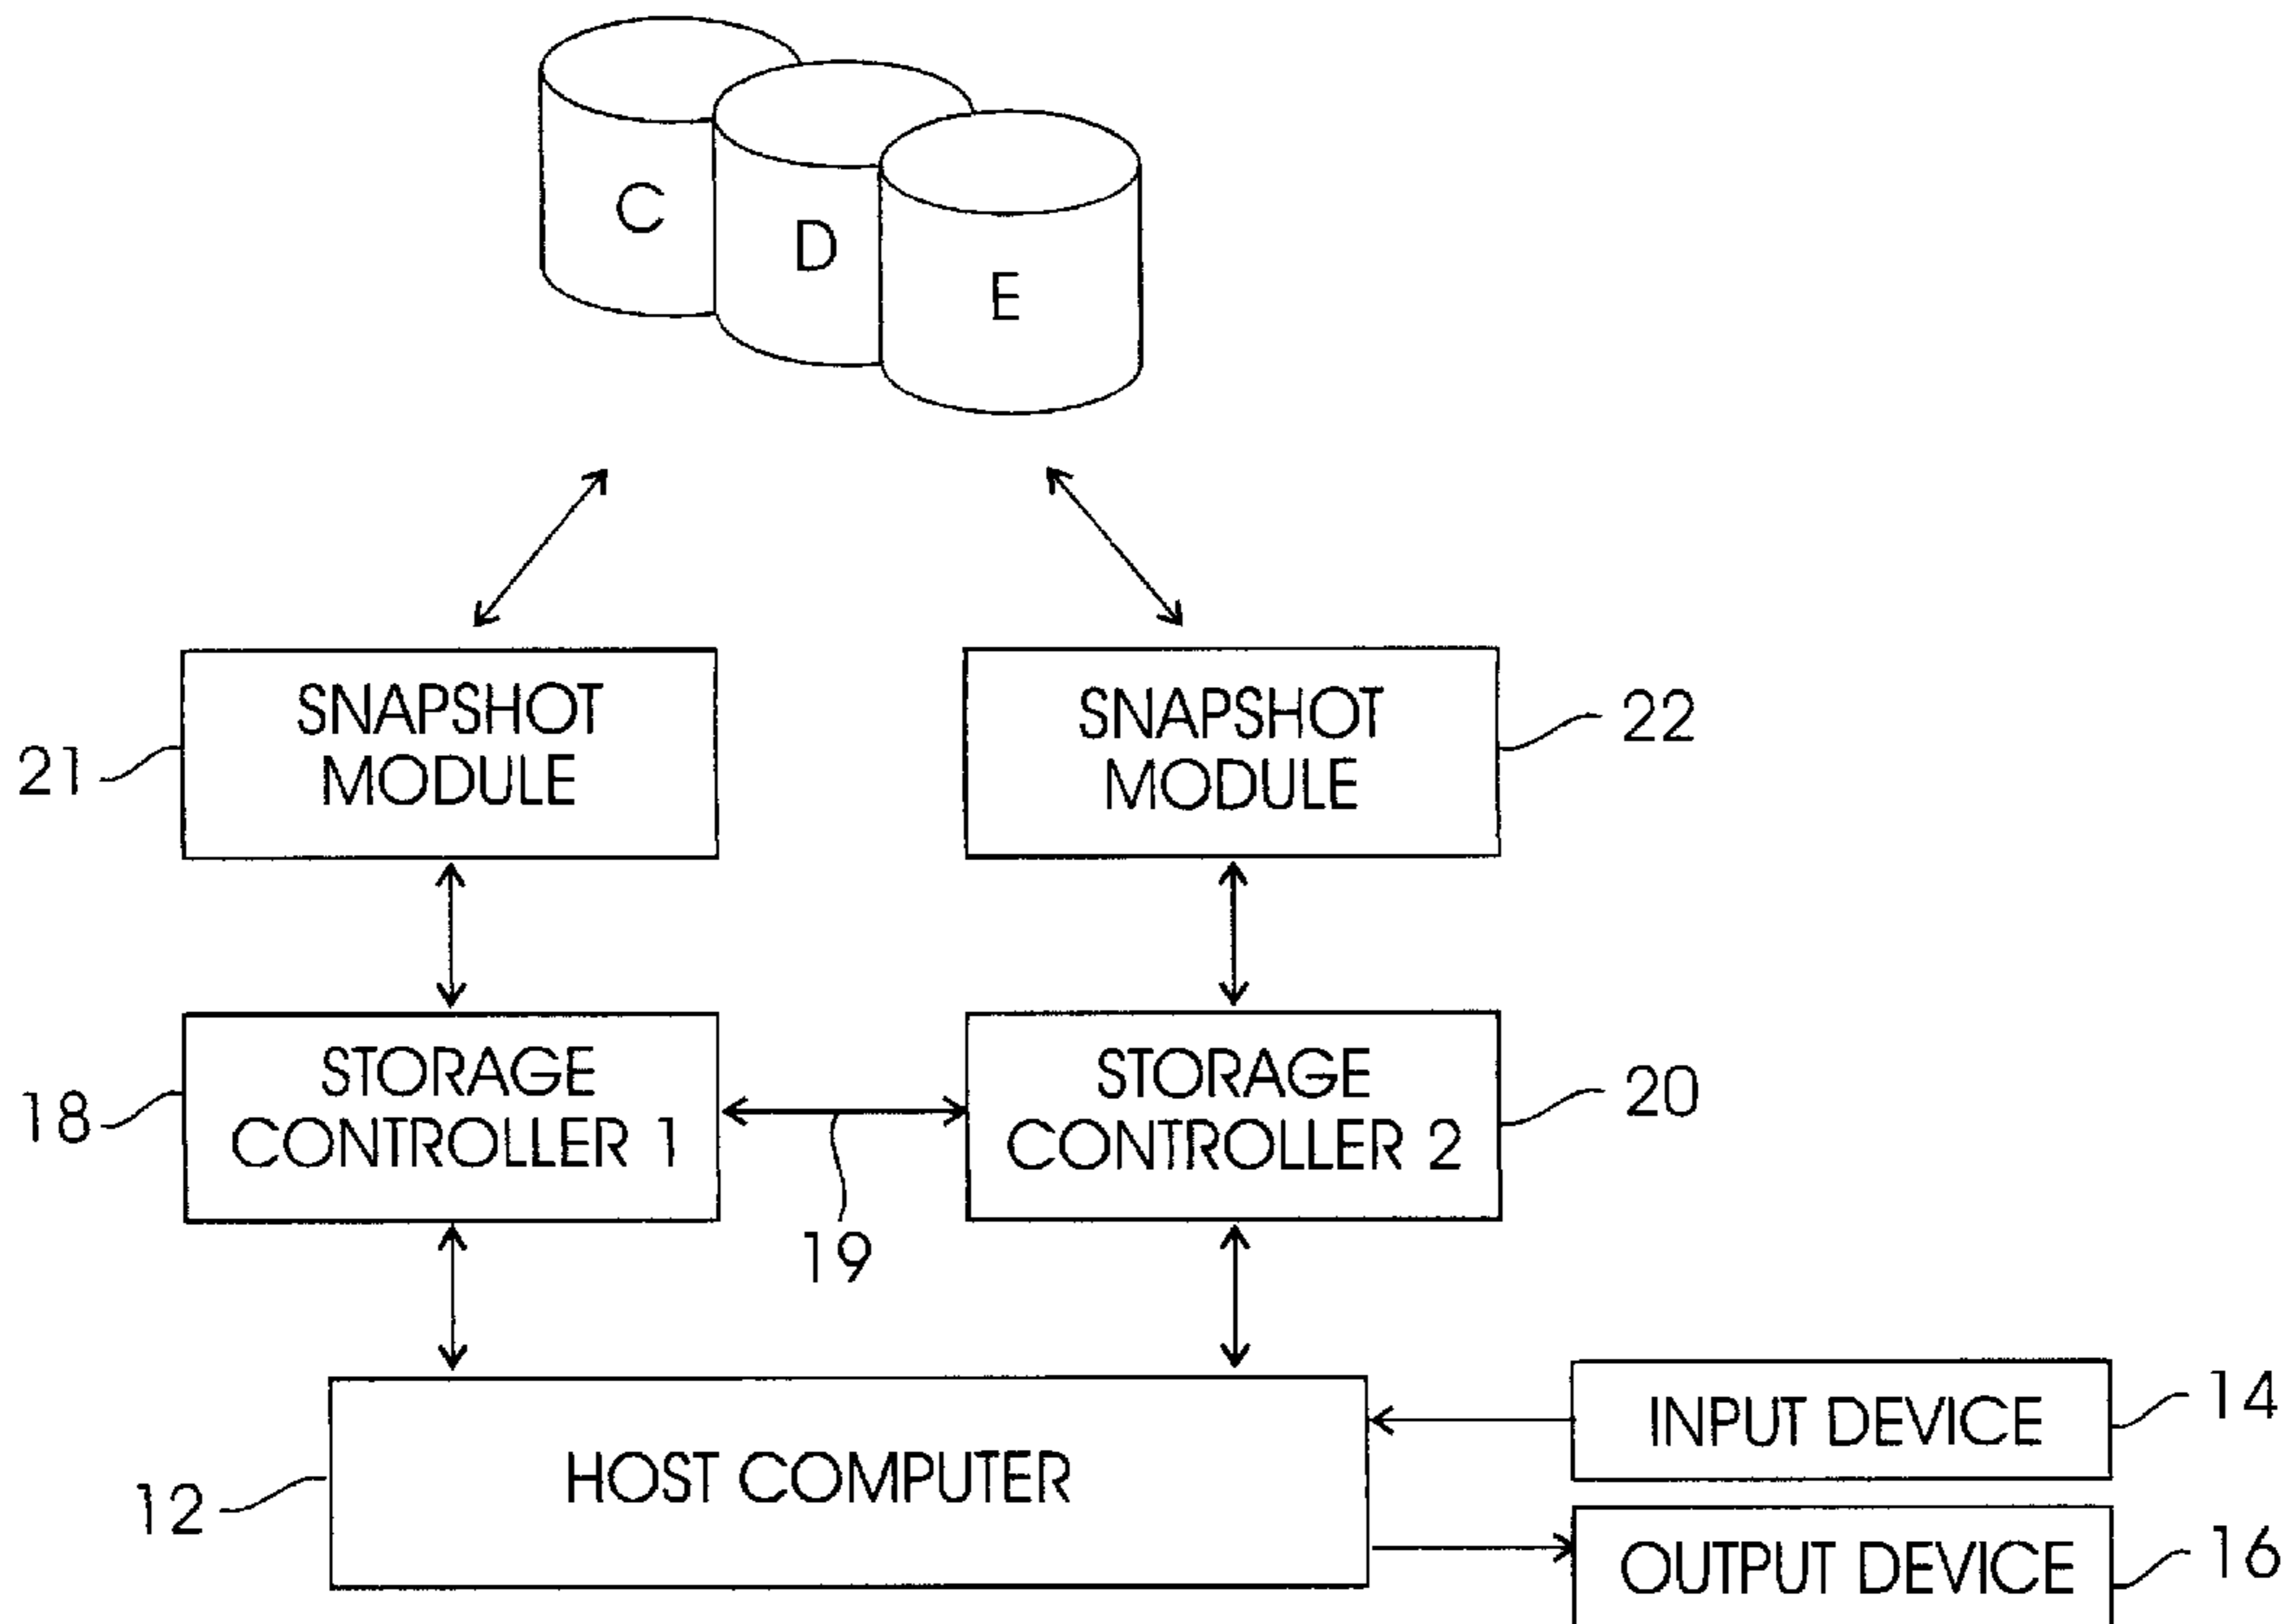 C
D
E
SNAPSHOT
MODULE
21
SNAPSHOT
MODULE
22
STORAGE
CONTROLLER 1
18
STORAGE
CONTROLLER 2
20
19
HOST COMPUTER
12
INPUT DEVICE
14
OUTPUT DEVICE
16